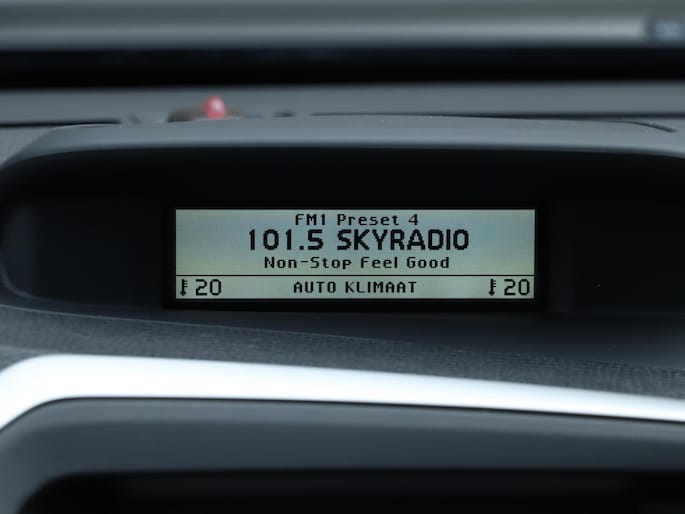 FM1 Preset 4
101.5 SKYRADIO
Non-Stop Feel Good
20 AUTO KLIMAAT 20